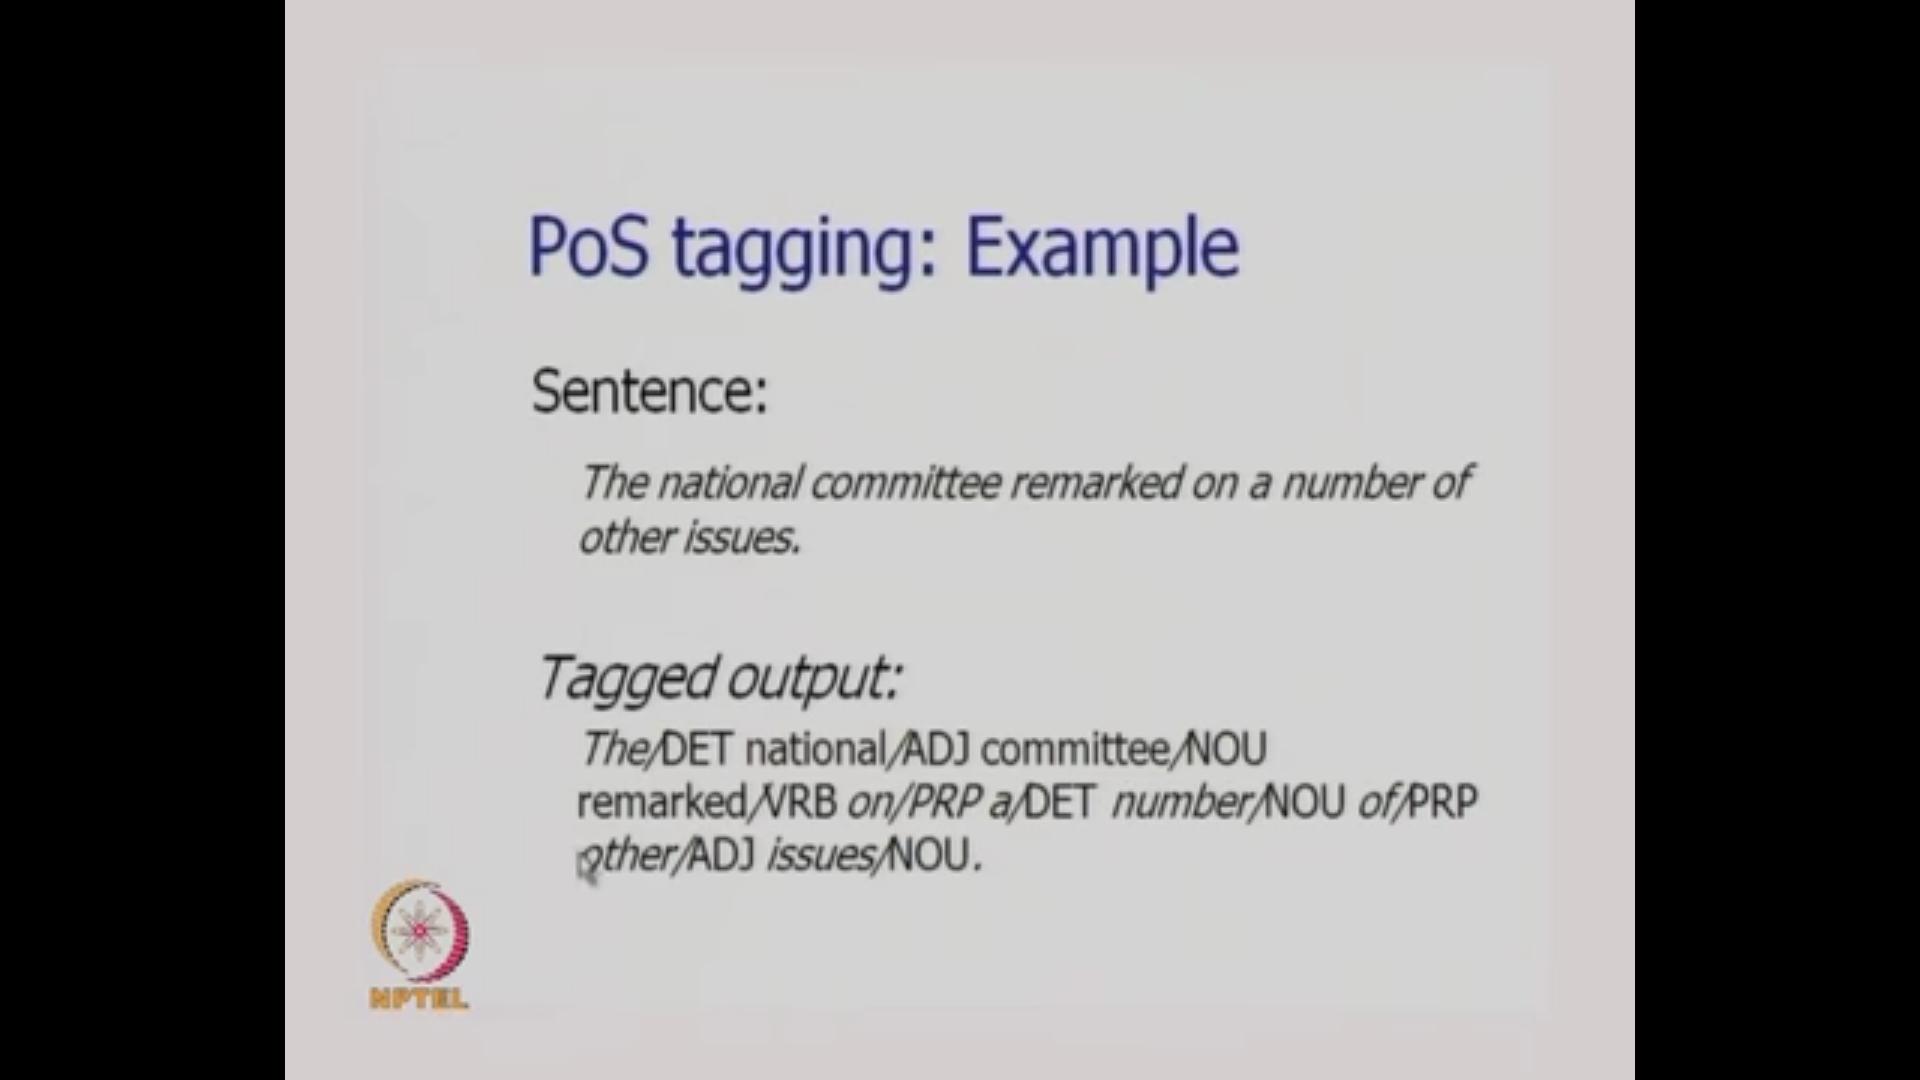 PoS tagging: Example
Sentence:
The national committee remarked on a number of
other issues.
Tagged output:
The/DET national/ADJ committee/NOU
remarked/VRB on/PRP a/DET number/NOU of/PRP
other/ADJ issues/NOU.
NPTEL